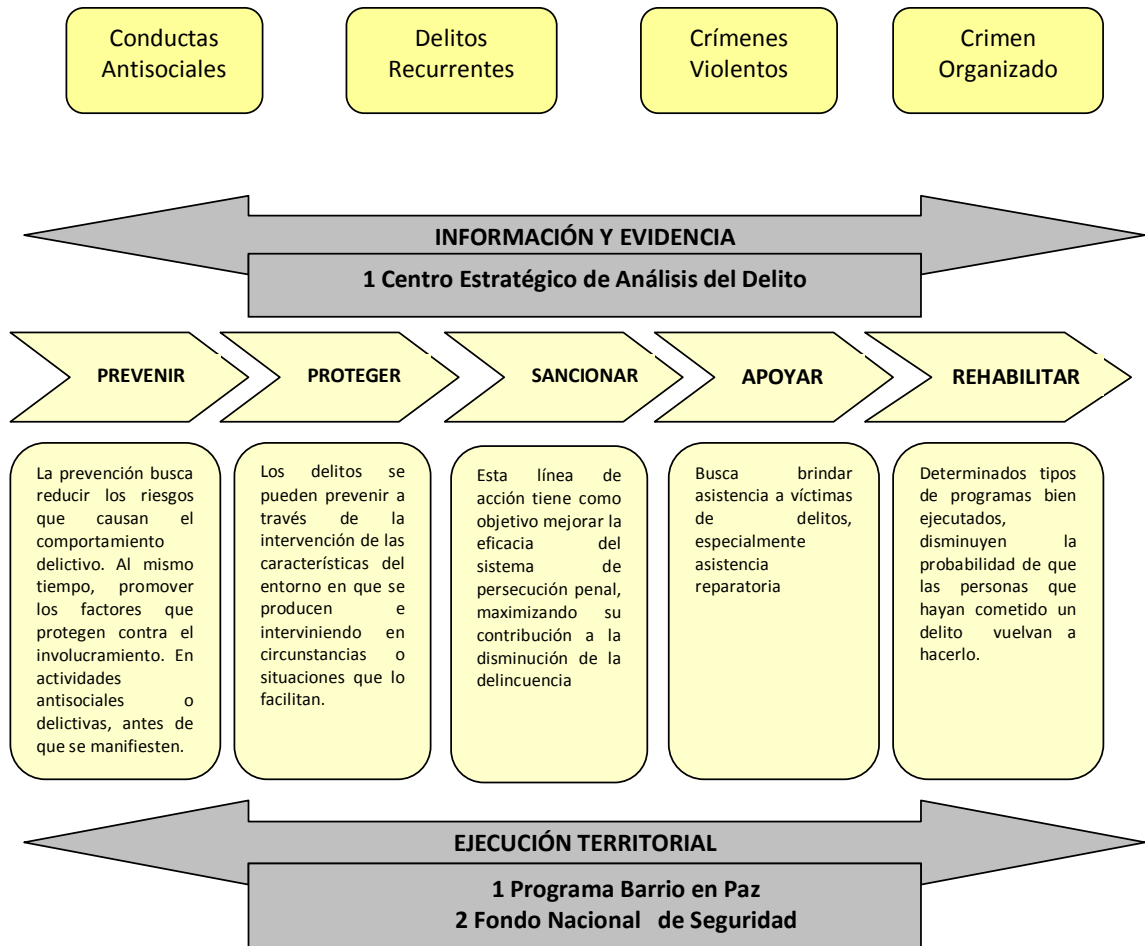 Conductas
Antisociales
Delitos
Recurrentes
Crímenes
Violentos
Crimen
Organizado
INFORMACIÓN Y EVIDENCIA
1 Centro Estratégico de Análisis del Delito
PREVENIR
PROTEGER
SANCIONAR
APOYAR
REHABILITAR
La prevención busca
reducir los riesgos
que causan el
comportamiento
delictivo. Al mismo
tiempo, promover
los factores que
protegen contra el
involucramiento. En
actividades
antisociales o
delictivas, antes de
que se manifiesten.
Los delitos se
pueden prevenir a
través de la
intervención de las
características del
entorno en que se
producen e
interviniendo en
circunstancias o
situaciones que lo
facilitan.
Esta línea de
acción tiene como
objetivo mejorar la
eficacia del
sistema de
persecución penal,
maximizando su
contribución a la
disminución de la
delincuencia
Busca brindar
asistencia a víctimas
de delitos,
especialmente
asistencia
reparatoria
Determinados tipos
de programas bien
ejecutados,
disminuyen la
probabilidad de que
las personas que
hayan cometido un
delito vuelvan a
hacerlo.
EJECUCIÓN TERRITORIAL
1 Programa Barrio en Paz
2 Fondo Nacional de Seguridad